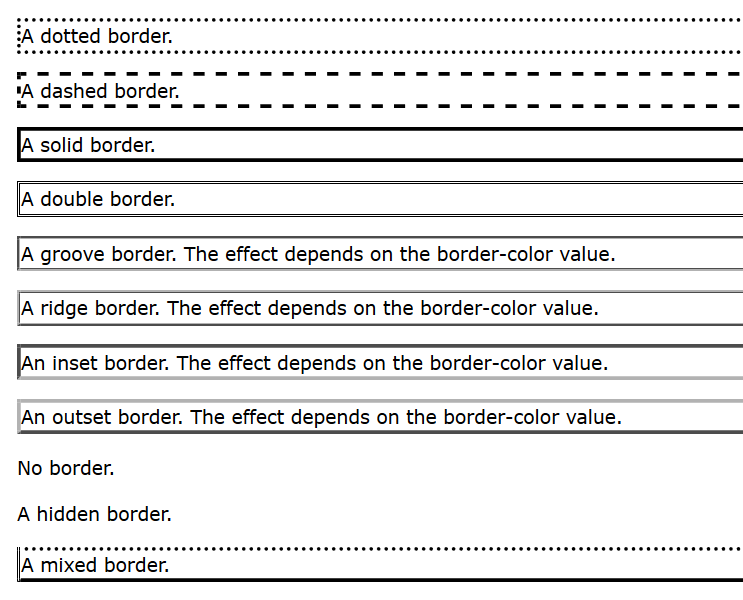 A dotted border.
A dashed border.
A solid border.
A double border.
A groove border. The effect depends on the border-color value.
A ridge border. The effect depends on the border-color value.
An inset border. The effect depends on the border-color value.
An outset border. The effect depends on the border-color value.
No border.
A hidden border.
A mixed border.